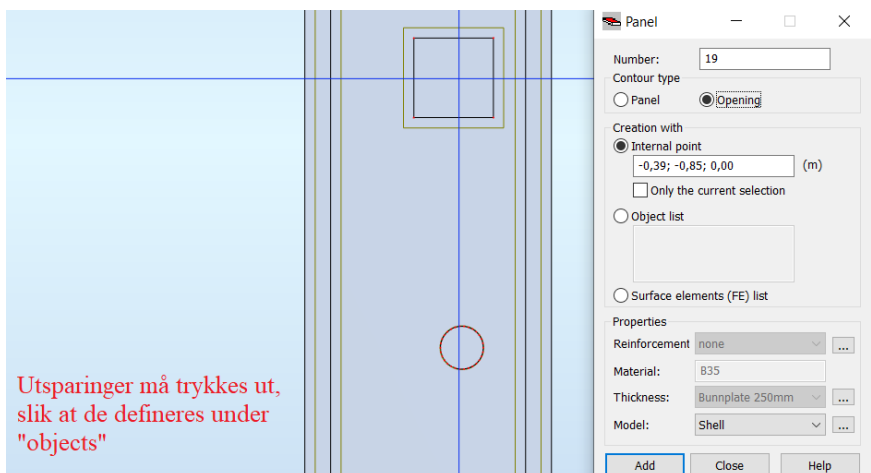 Panel
Number:
19
Contour type
Panel
Opening
Creation with
Internal point
-0,39; -0,85; 0,00
(m)
Only the current selection
Object list
Surface elements (FE) list
Properties
Reinforcement
none
...
Material:
B35
Thickness:
Bunnplate 250mm
...
Model:
Shell
...
Add
Close
Help
Utsparinger må trykkes ut,
slik at de defineres under
"objects"